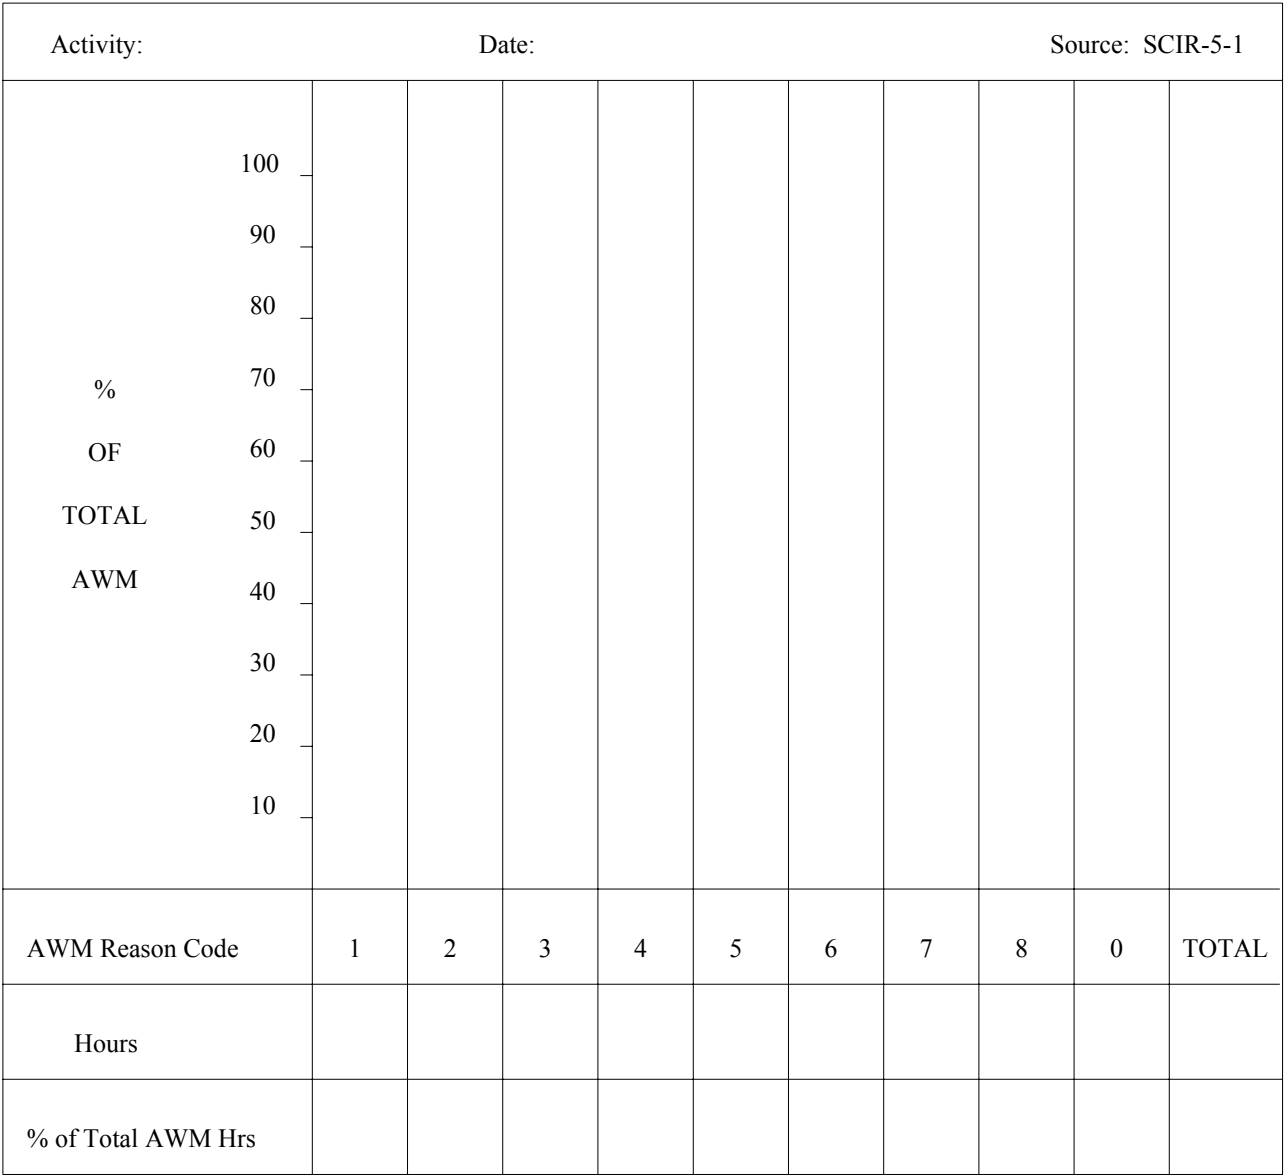 Activity: Date: Source: SCIR-5-1
100
90
80
70
%
OF
60
TOTAL
50
AWM
40
30
20
10
AWM Reason Code 1 2 3 4 5 6 7 8 0 TOTAL
Hours
% of Total AWM Hrs